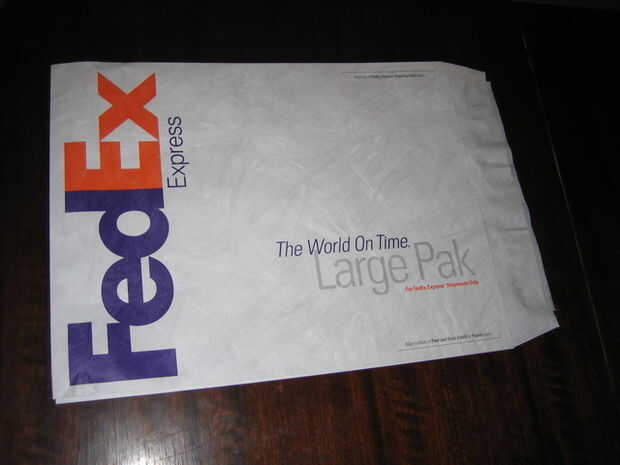 FedEx
Express
The World On Time.
Large Pak
For FedEx Express Shipments Only